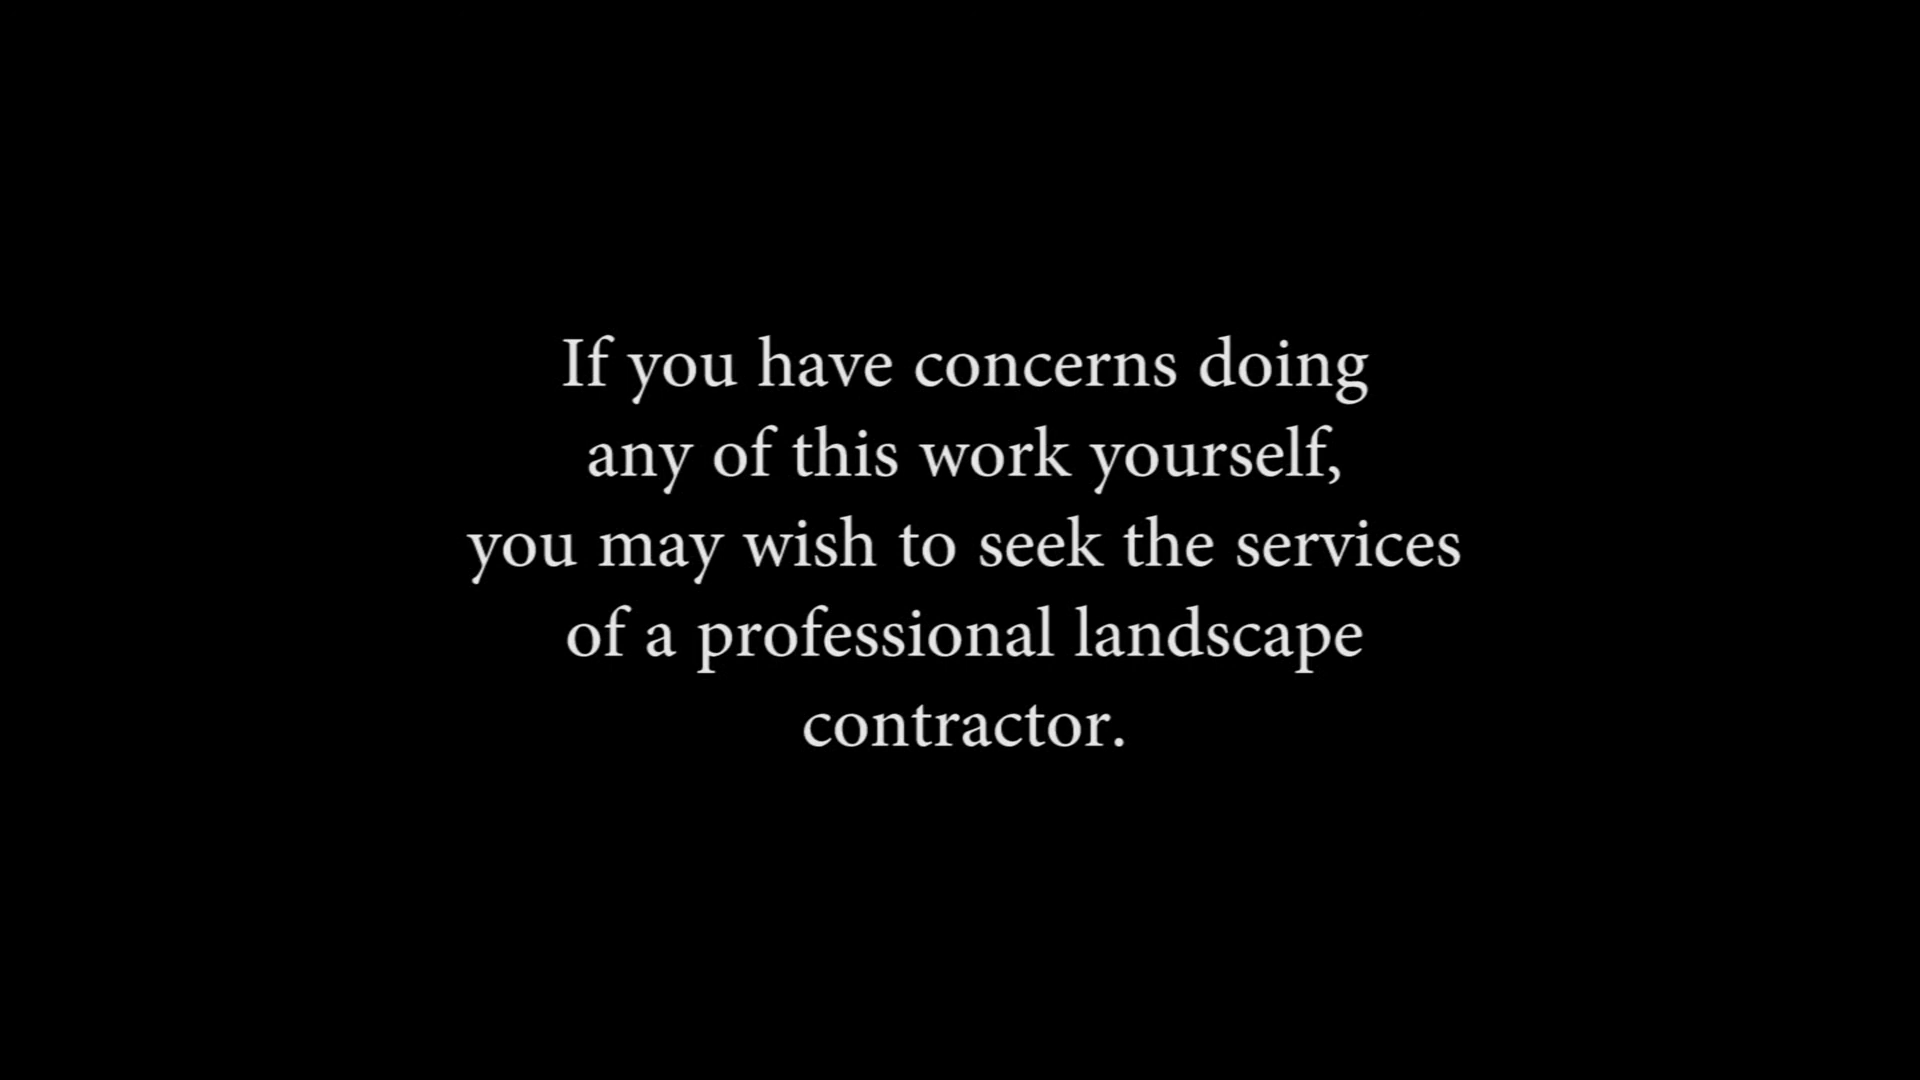 If you have concerns doing
any of this work yourself,
you may wish to seek the services
of a professional landscape
contractor.